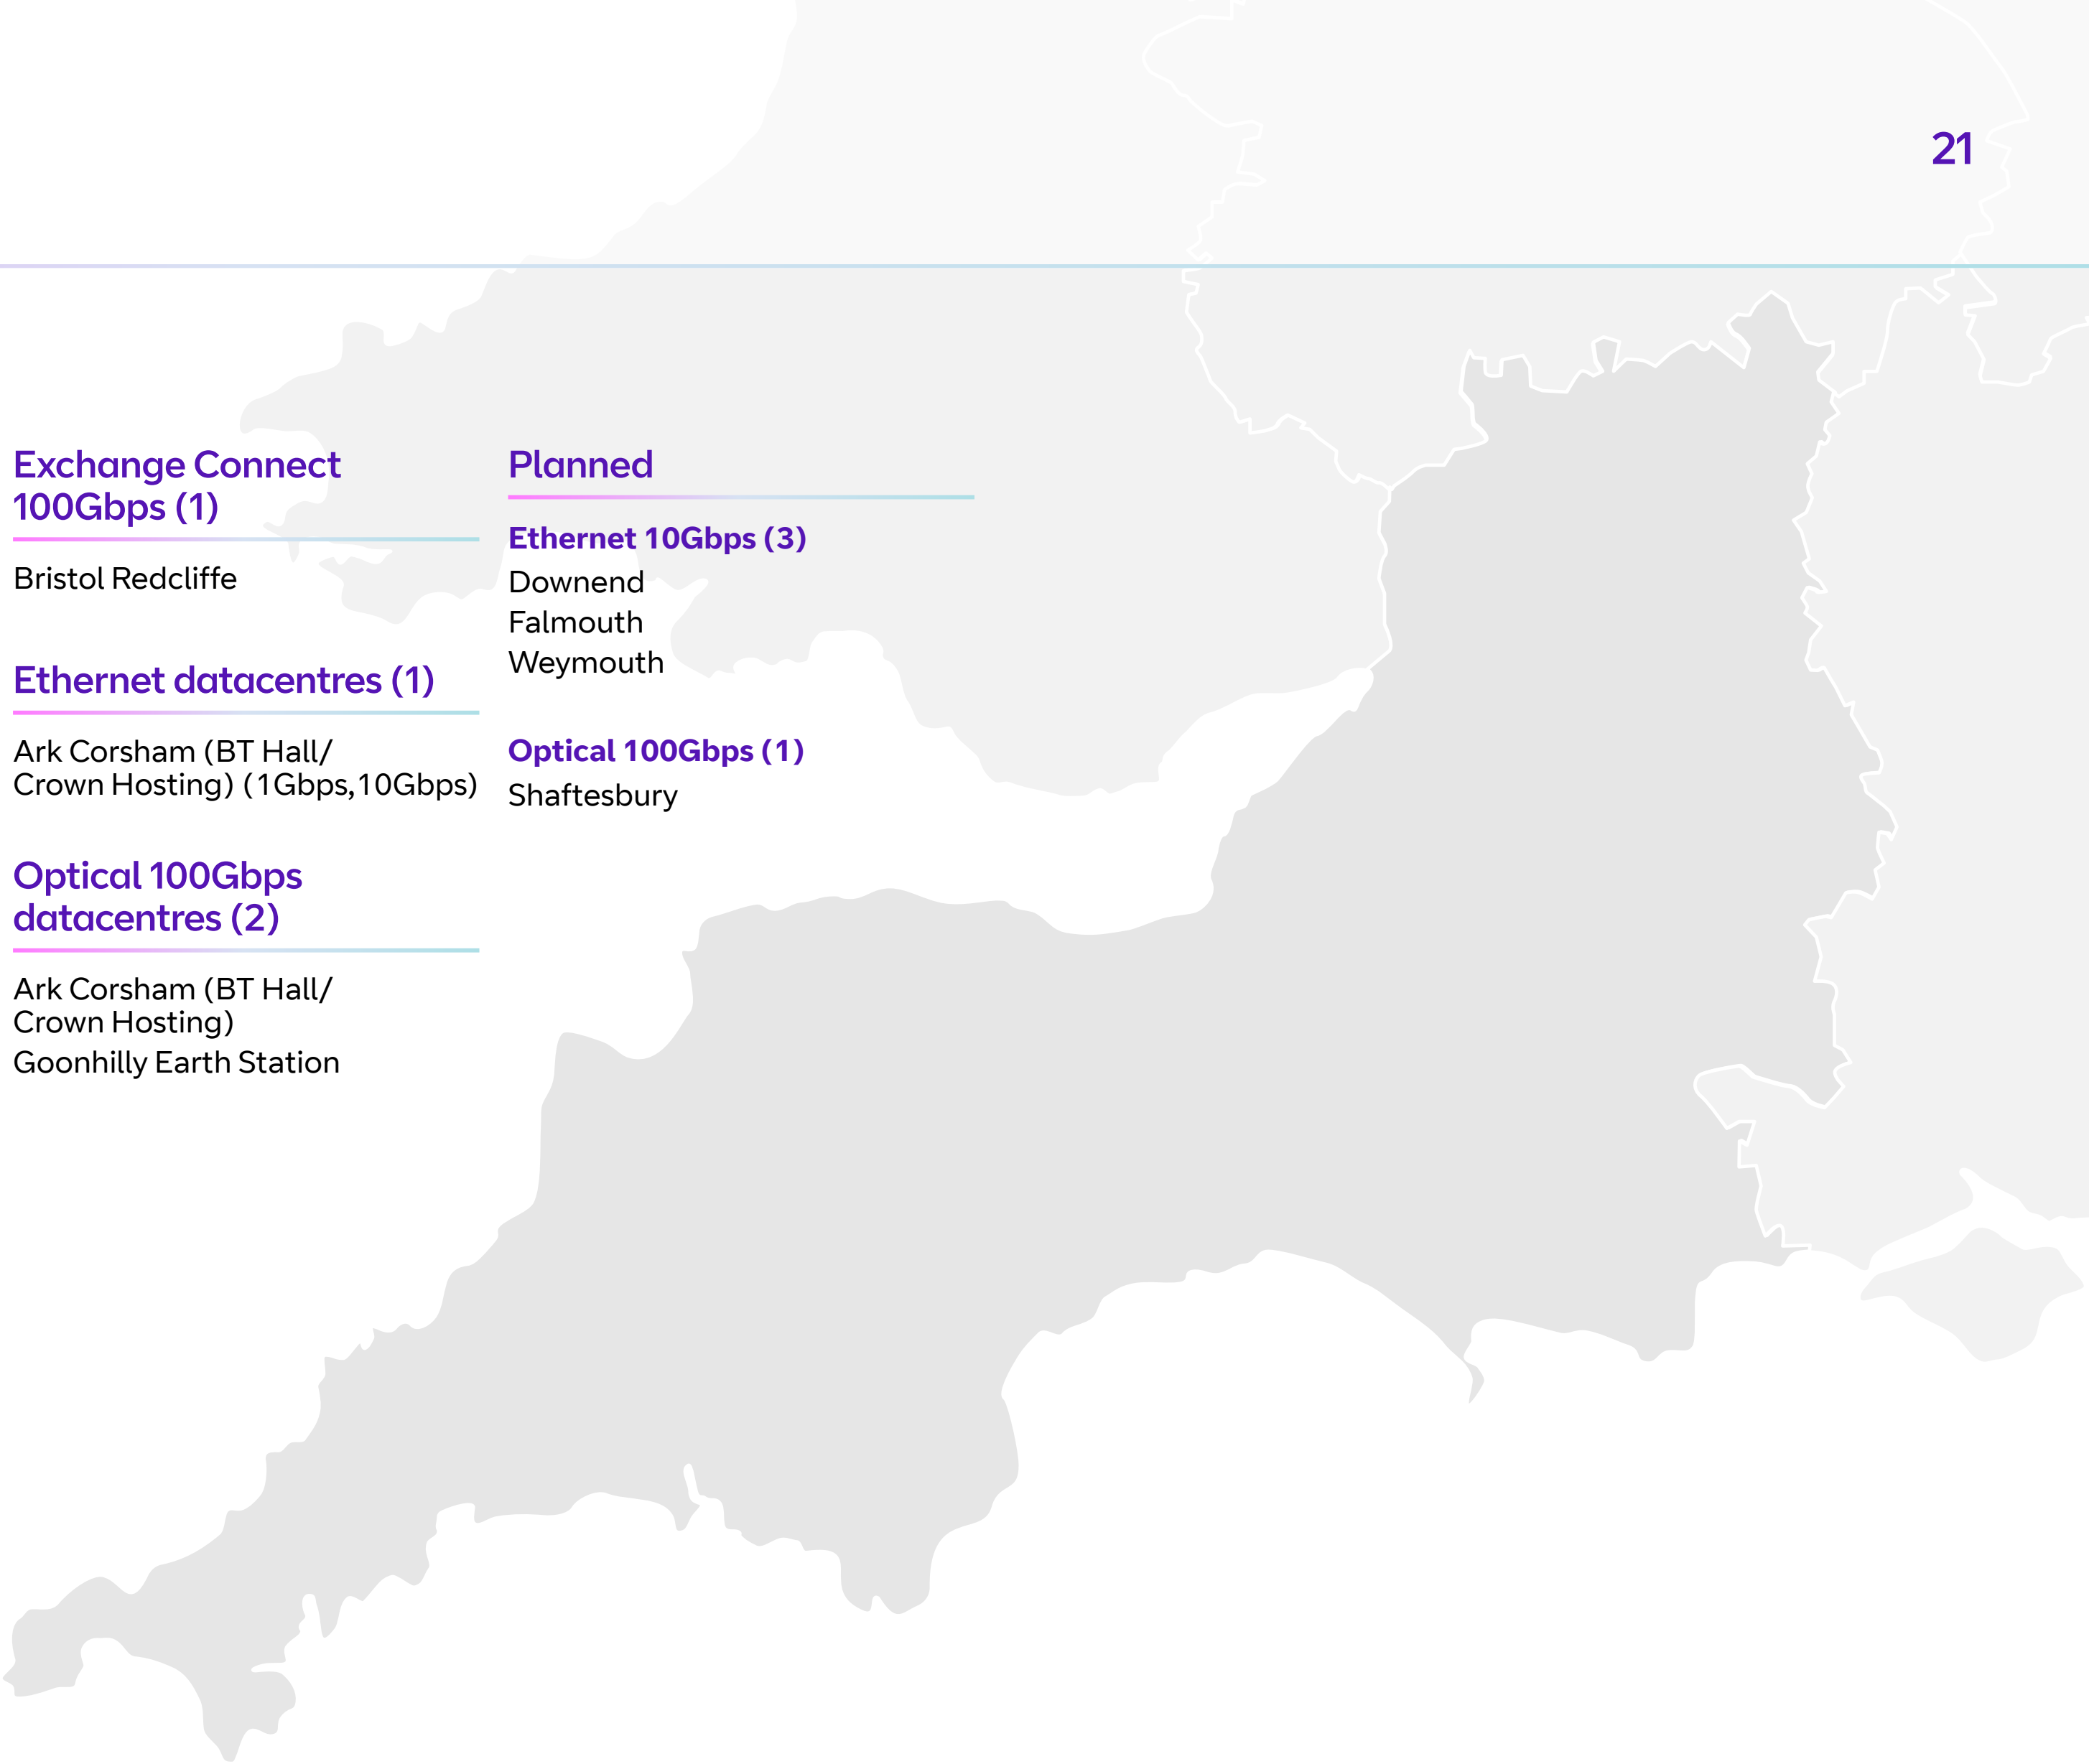 21
Exchange Connect
100Gbps (1)
Bristol Redcliffe
Ethernet datacentres (1)
Ark Corsham (BT Hall/
Crown Hosting) (1Gbps,10Gbps)
Optical 100Gbps
datacentres (2)
Ark Corsham (BT Hall/
Crown Hosting)
Goonhilly Earth Station
Planned
Ethernet 10Gbps (3)
Downend
Falmouth
Weymouth
Optical 100Gbps (1)
Shaftesbury